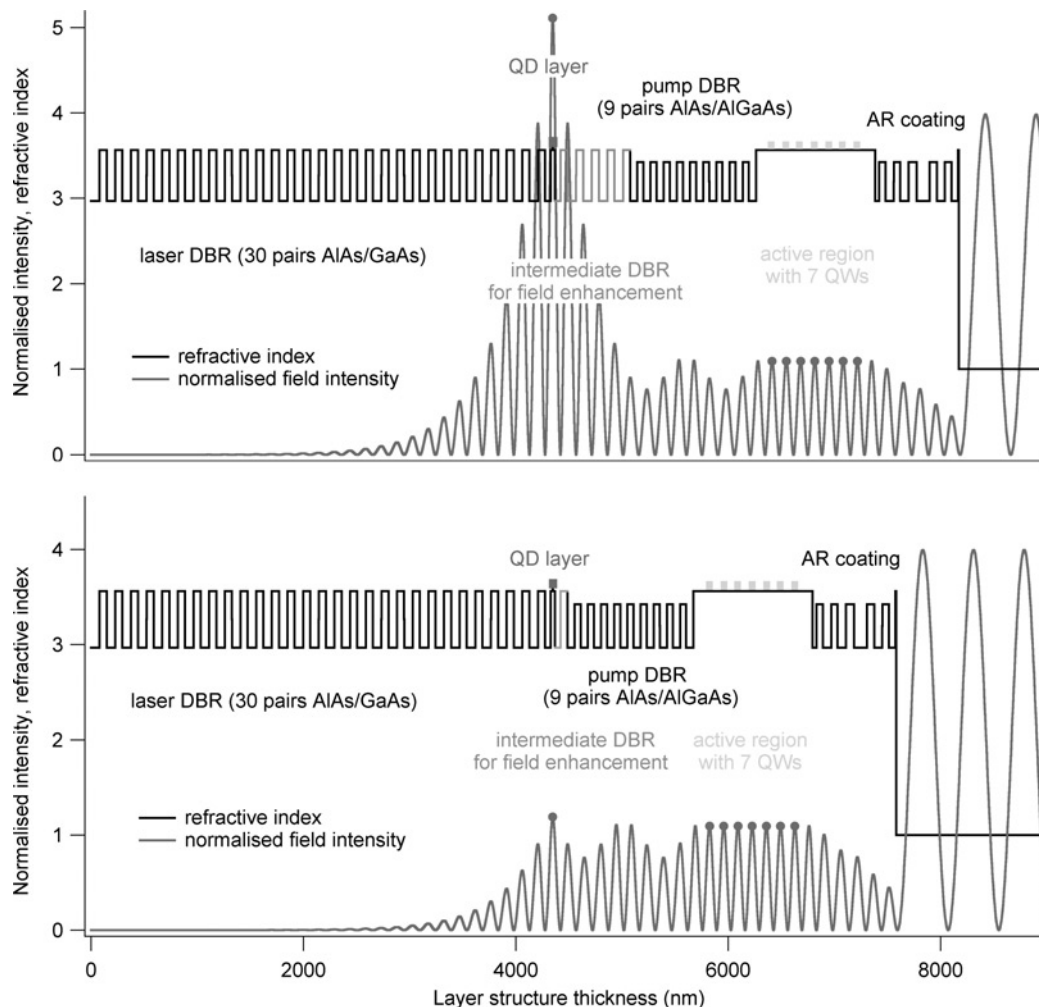 Normalised intensity, refractive index
5
4
3
2
1
0
QD layer
pump DBR
(9 pairs AlAs/AlGaAs)
AR coating
laser DBR (30 pairs AlAs/GaAs)
intermediate DBR
for field enhancement
active region
with 7 QWs
refractive index
normalised field intensity
Normalised intensity, refractive index
4
3
2
1
0
QD layer
AR coating
laser DBR (30 pairs AlAs/GaAs)
pump DBR
(9 pairs AlAs/AlGaAs)
intermediate DBR
for field enhancement
active region
with 7 QWs
refractive index
normalised field intensity
0
2000
4000
6000
8000
Layer structure thickness (nm)